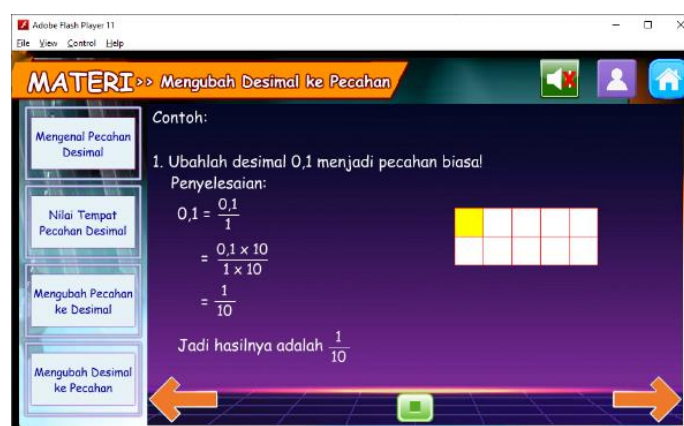 Adobe Flash Player 11
File View Control Help
MATERI >> Mengubah Desimal ke Pecahan
Mengenal Pecahan
Desimal
Nilai Tempat
Pecahan Desimal
Mengubah Pecahan
ke Desimal
Mengubah Desimal
ke Pecahan
Contoh:
1. Ubahlah desimal 0,1 menjadi pecahan biasa!
Penyelesaian:
0,1 = 0,1/1
= 0,1 x 10/1 x 10
= 1/10
Jadi hasilnya adalah 1/10